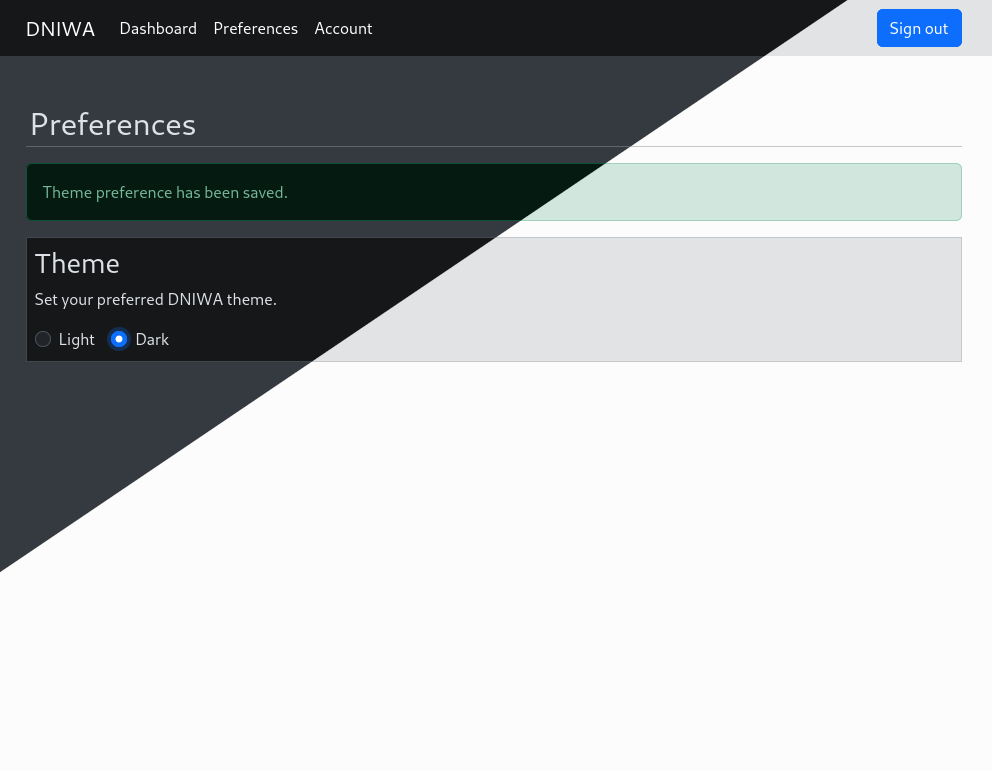 DNIWA Dashboard Preferences Account Sign out
Preferences
Theme preference has been saved.
Theme
Set your preferred DNIWA theme.
Light Dark